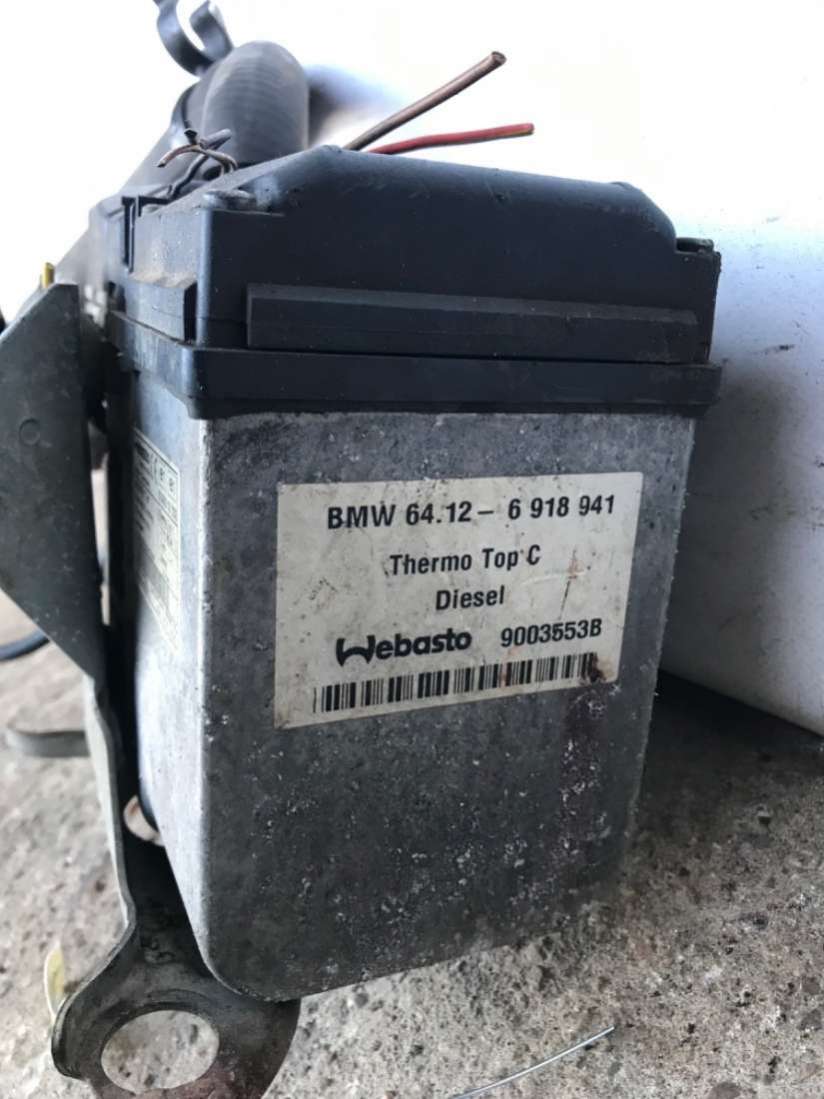 BMW 64.12– 6 918 941
Thermo Top C
Diesel
Webasto 9003553B